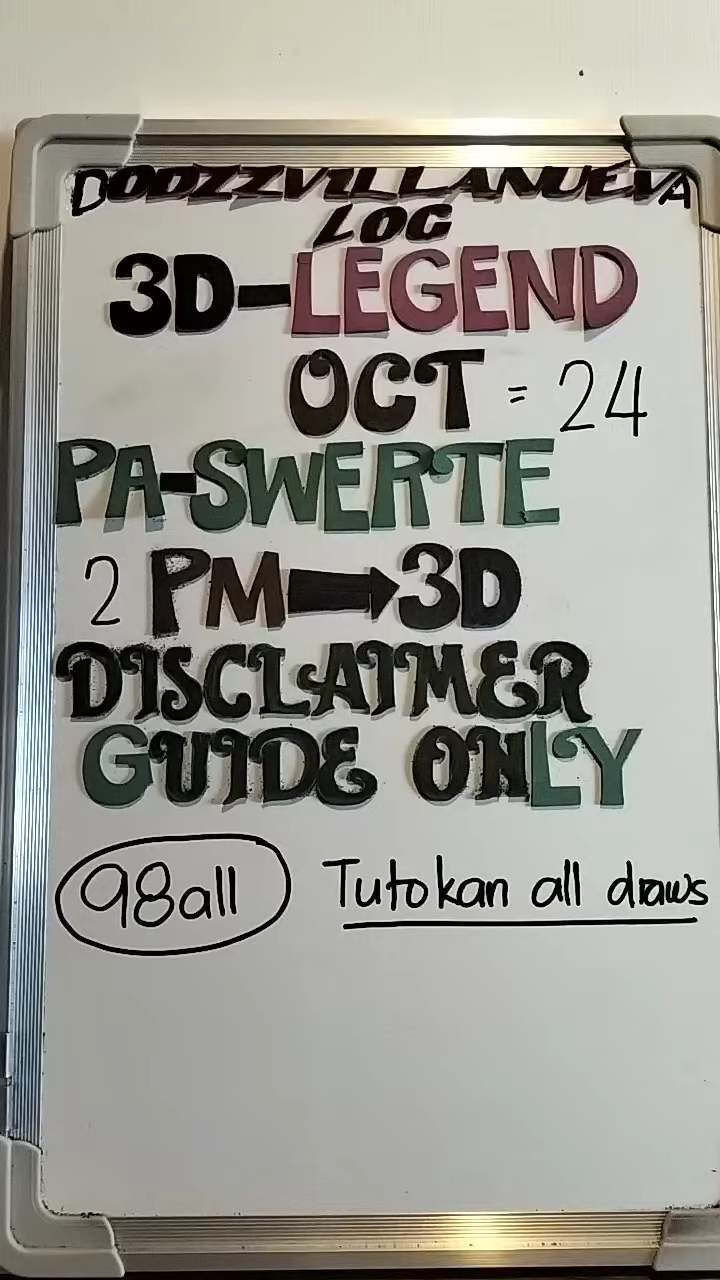 DODZZVILLANUEVA
LOG
3D-LEGEND
OCT = 24
PA-SWERTE
2 PM➡3D
DISCLAIMER
GUIDE ONLY
98all Tutokan all draws